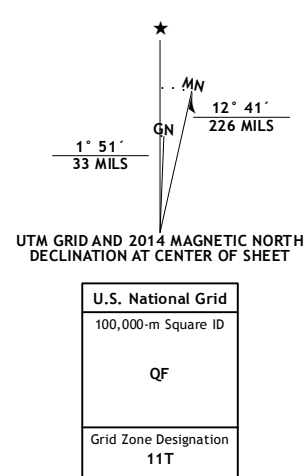 ★
MN
GN
12° 41´
226 MILS
1° 51´
33 MILS
UTM GRID AND 2014 MAGNETIC NORTH
DECLINATION AT CENTER OF SHEET
U.S. National Grid
100,000-m Square ID
QF
Grid Zone Designation
11T